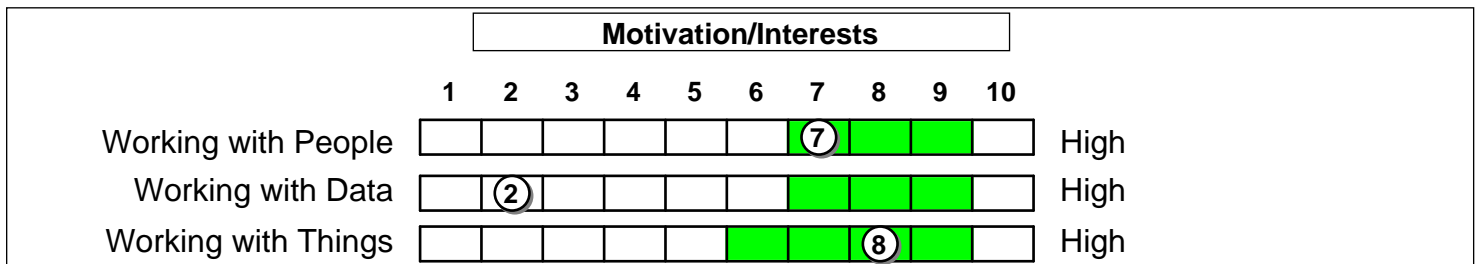 Motivation/Interests
1 2 3 4 5 6 7 8 9 10
Working with People 7 High
Working with Data 2 High
Working with Things 8 High